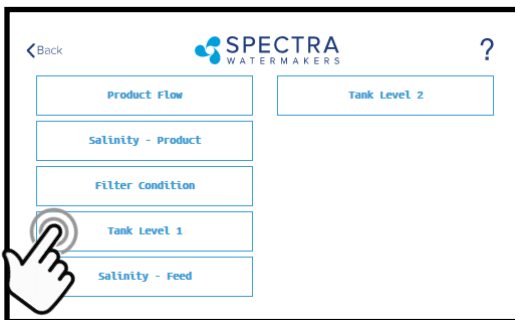 Back
SPECTRA
WATERMAKERS
?
Product Flow
Tank Level 2
Salinity - Product
Filter Condition
Tank Level 1
Salinity - Feed